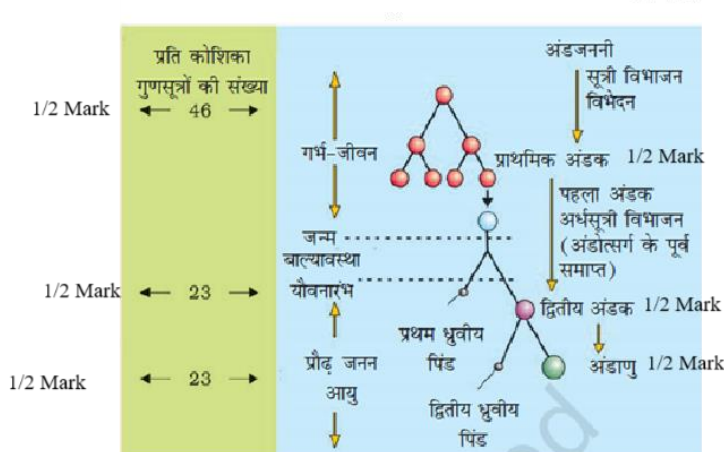 प्रति कोशिका
गुणसूत्रों की संख्या
1/2 Mark
46
गर्भ-जीवन
अंडजननी
सूत्री विभाजन
विभेदन
प्राथमिक अंडक 1/2 Mark
पहला अंडक
अर्धसूत्री विभाजन
(अंडोत्सर्ग के पूर्व
समाप्त)
जन्म
बाल्यावस्था
यौवनारंभ
1/2 Mark
23
द्वितीय अंडक 1/2 Mark
प्रथम ध्रुवीय
पिंड
1/2 Mark
23
प्रौढ़ जनन
आयु
अंडाणु 1/2 Mark
द्वितीय ध्रुवीय
पिंड